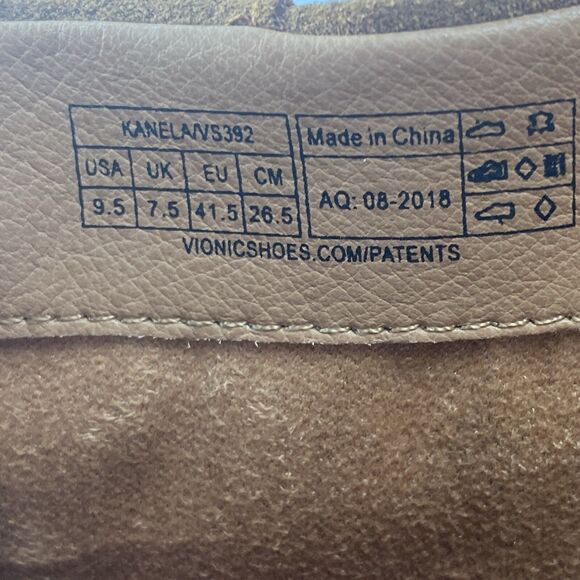 KANELA/VS392
USA UK EU CM
9.5 7.5 41.5 26.5
Made in China
AQ: 08-2018
VIONICSHOES.COM/PATENTS